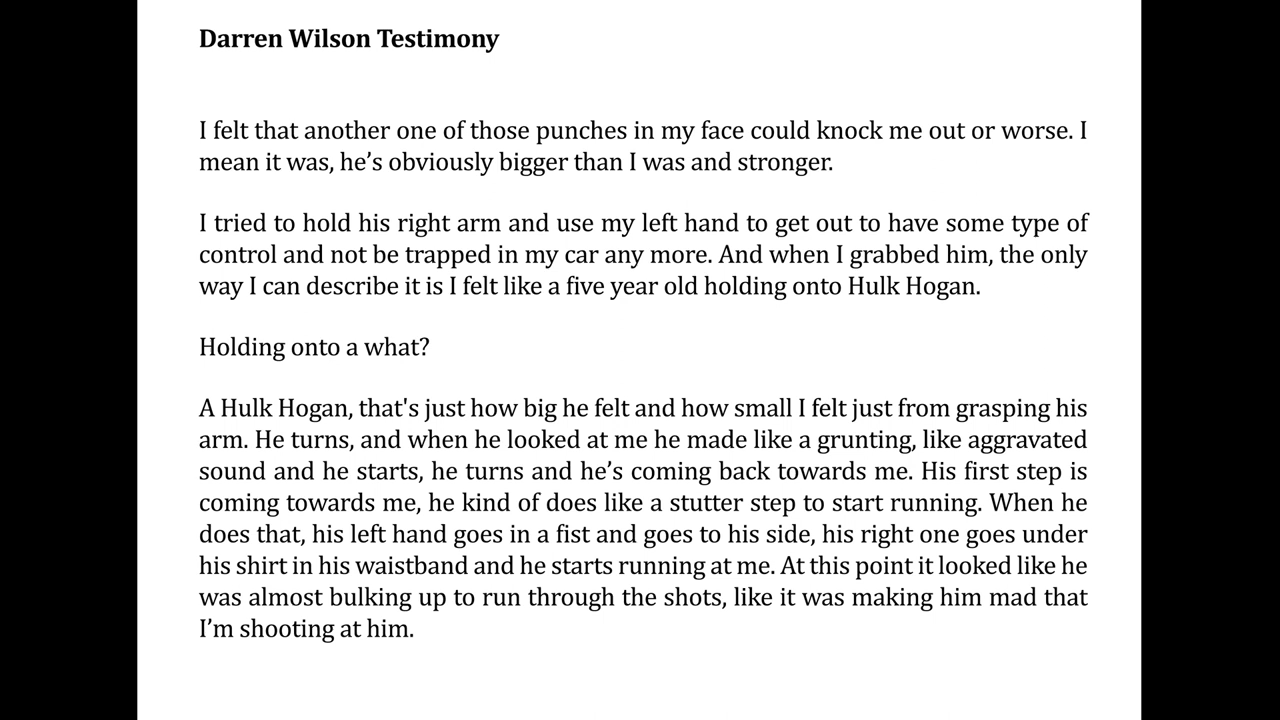 Darren Wilson Testimony
I felt that another one of those punches in my face could knock me out or worse. I
mean it was, he’s obviously bigger than I was and stronger.
I tried to hold his right arm and use my left hand to get out to have some type of
control and not be trapped in my car any more. And when I grabbed him, the only
way I can describe it is I felt like a five year old holding onto Hulk Hogan.
Holding onto a what?
A Hulk Hogan, that's just how big he felt and how small I felt just from grasping his
arm. He turns, and when he looked at me he made like a grunting, like aggravated
sound and he starts, he turns and he’s coming back towards me. His first step is
coming towards me, he kind of does like a stutter step to start running. When he
does that, his left hand goes in a fist and goes to his side, his right one goes under
his shirt in his waistband and he starts running at me. At this point it looked like he
was almost bulking up to run through the shots, like it was making him mad that
I’m shooting at him.